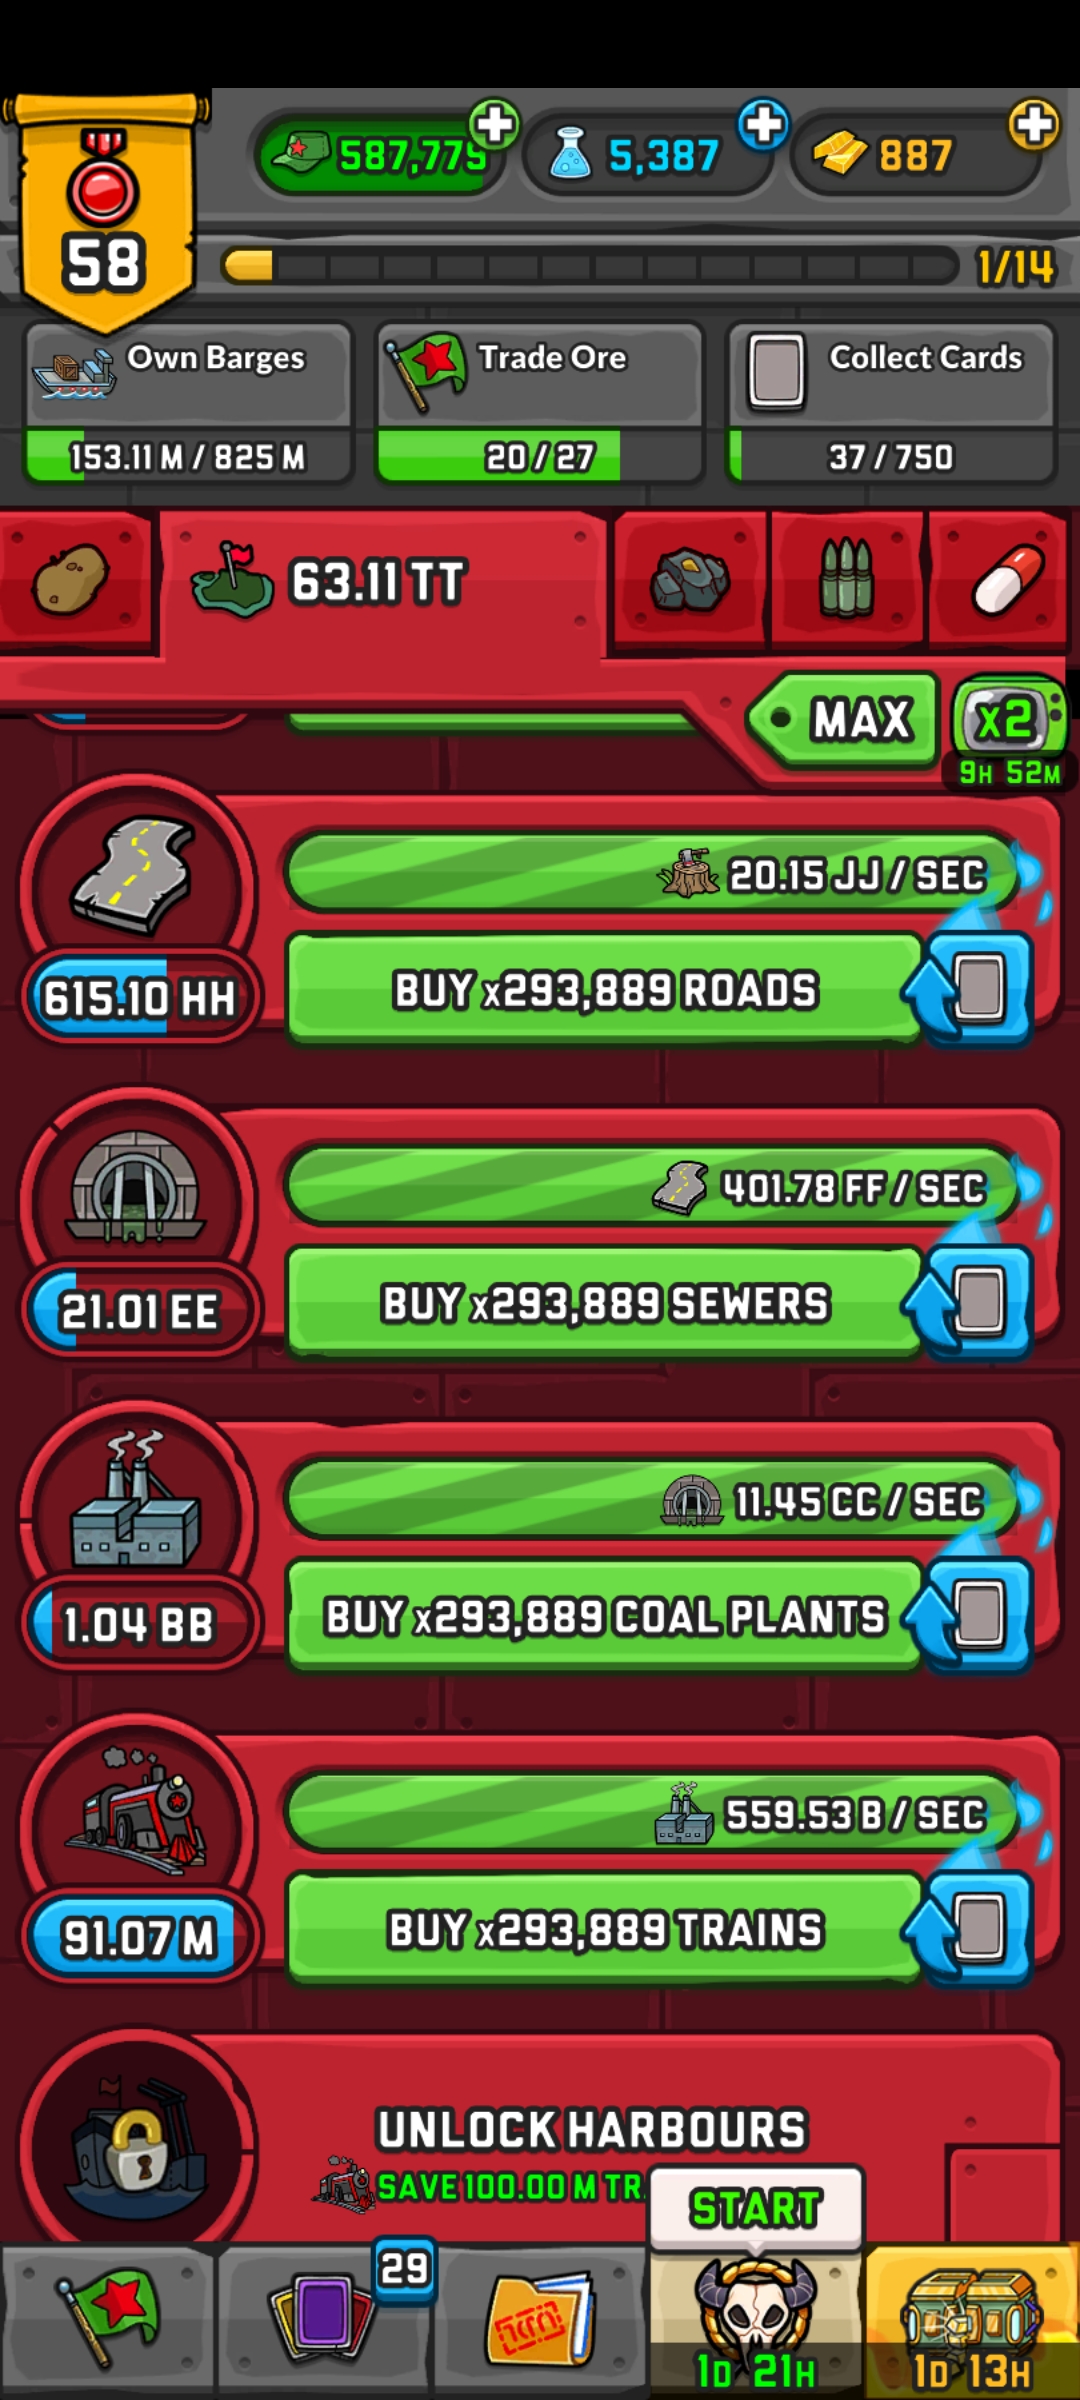 587,779
5,387
887
58
1/14
Own Barges
Trade Ore
Collect Cards
153.11 M / 825 M
20 / 27
37 / 750
63.11 TT
MAX
x2
9H 52M
20.15 JJ / SEC
615.10 HH
BUY x293,889 ROADS
401.78 FF / SEC
21.01 EE
BUY x293,889 SEWERS
11.45 CC / SEC
1.04 BB
BUY x293,889 COAL PLANTS
559.53 B / SEC
91.07 M
BUY x293,889 TRAINS
UNLOCK HARBOURS
SAVE 100.00 M TR
START
29
1D 21H
1D 13H